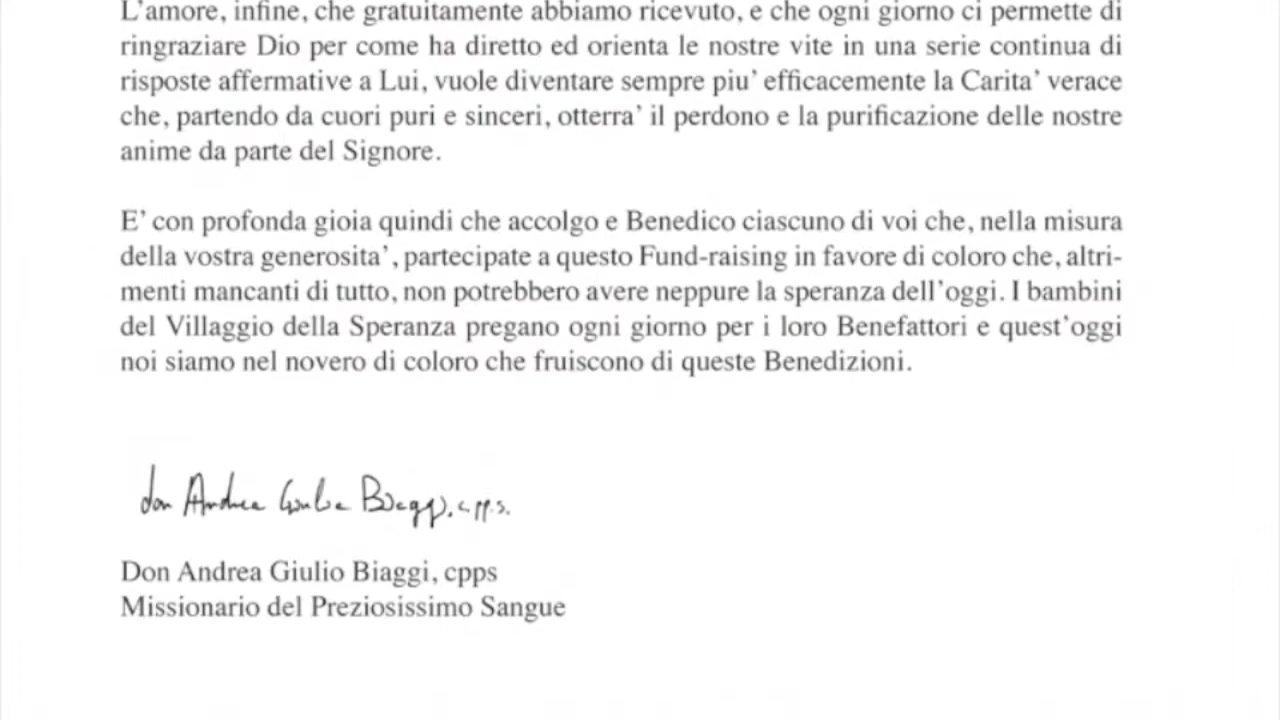 L'amore, infine, che gratuitamente abbiamo ricevuto, e che ogni giorno ci permette di
ringraziare Dio per come ha diretto ed orienta le nostre vite in una serie continua di
risposte affermative a Lui, vuole diventare sempre piu' efficacemente la Carita' verace
che, partendo da cuori puri e sinceri, otterra' il perdono e la purificazione delle nostre
anime da parte del Signore.
E' con profonda gioia quindi che accolgo e Benedico ciascuno di voi che, nella misura
della vostra generosita', partecipate a questo Fund-raising in favore di coloro che, altri-
menti mancanti di tutto, non potrebbero avere neppure la speranza dell'oggi. I bambini
del Villaggio della Speranza pregano ogni giorno per i loro Benefattori e quest'oggi
noi siamo nel novero di coloro che fruiscono di queste Benedizioni.
don Andrea Giulio Biaggi, cpp.s.
Don Andrea Giulio Biaggi, cpps
Missionario del Preziosissimo Sangue